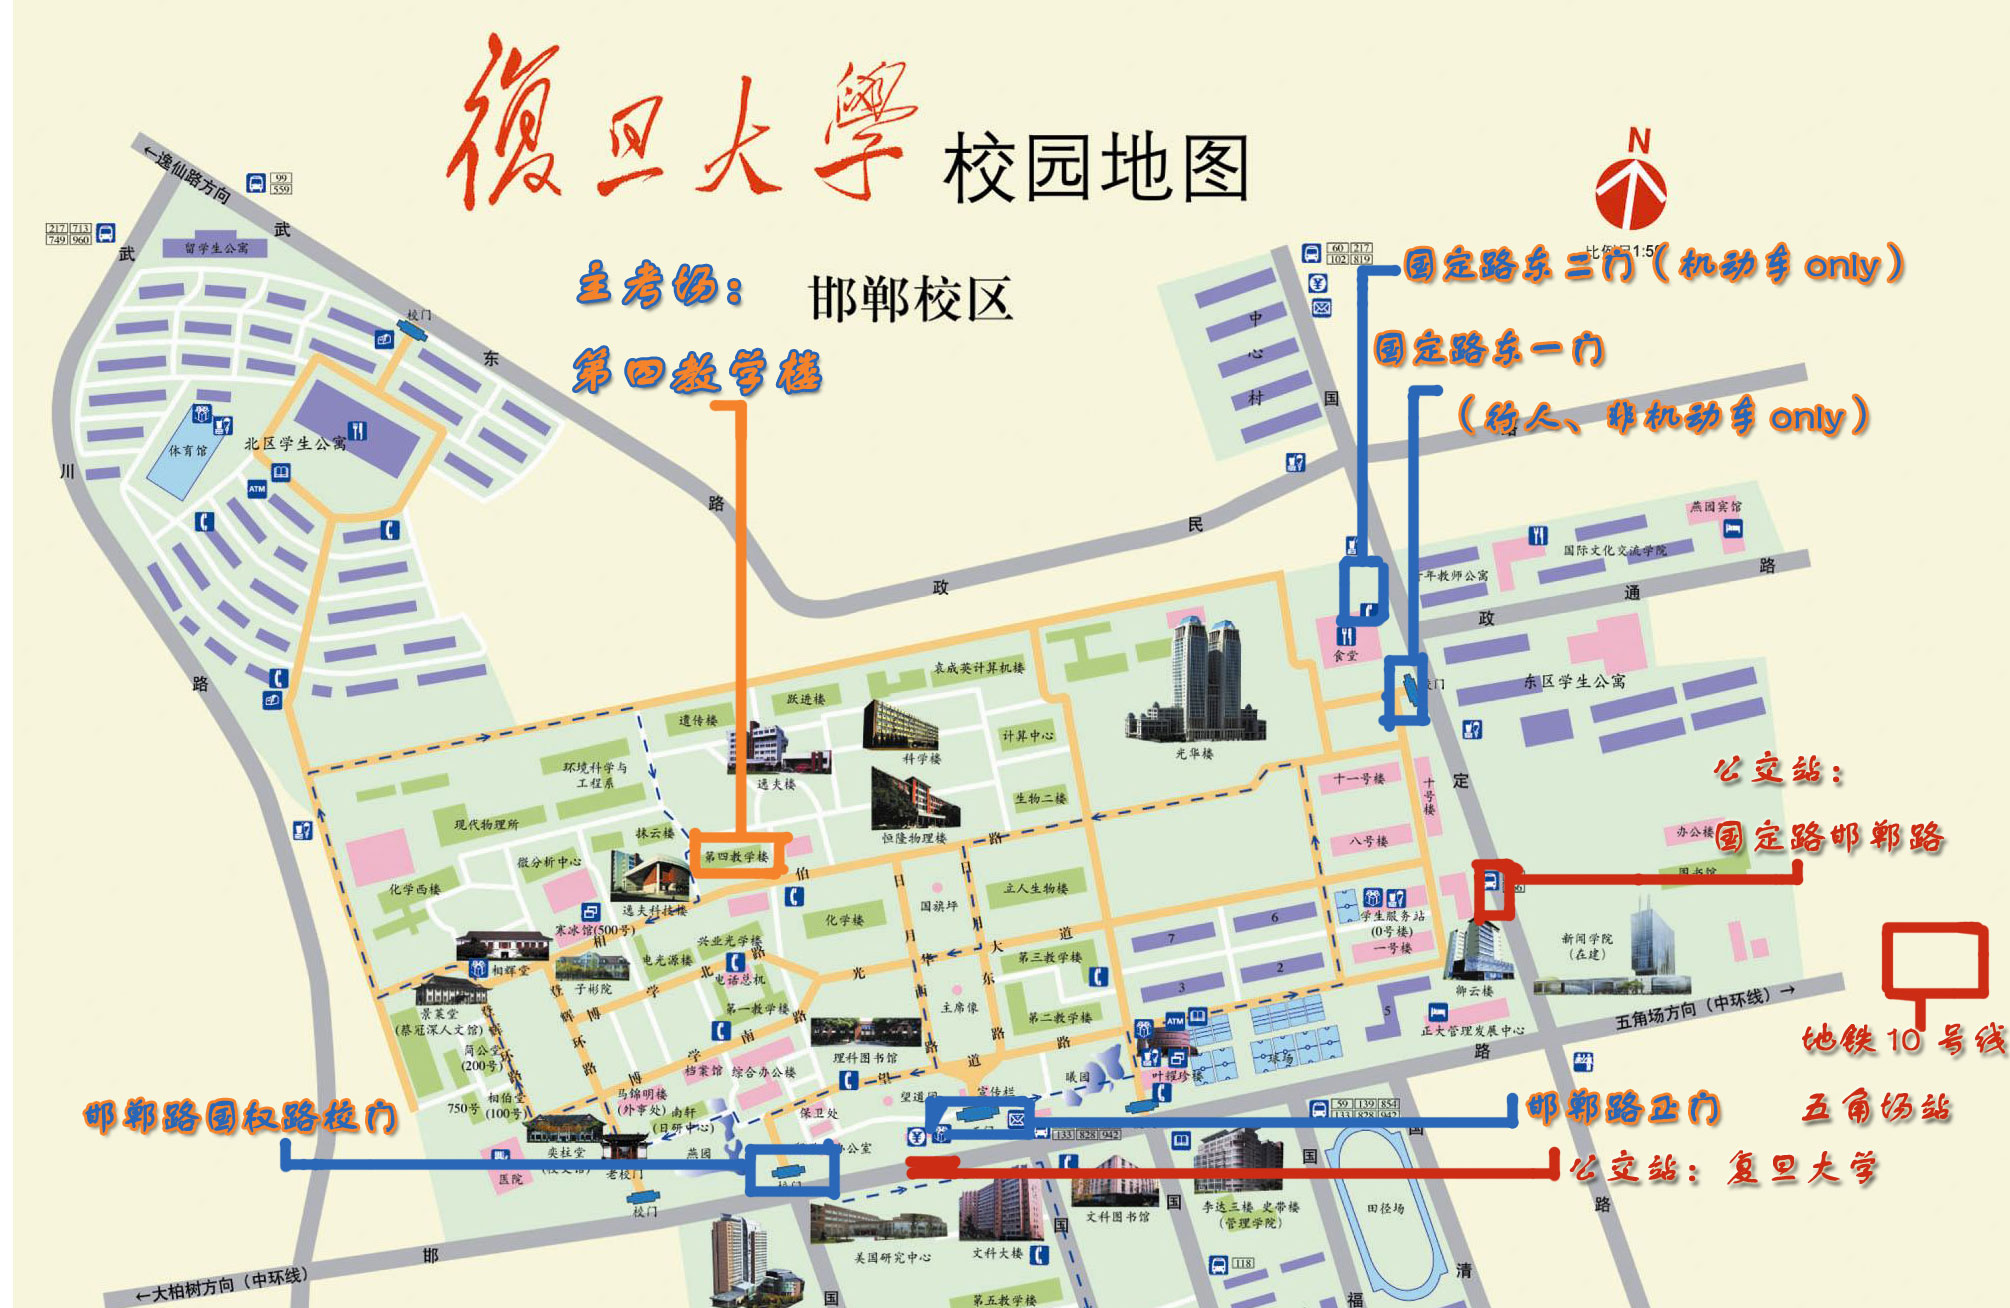 復旦大學 校园地图
邯郸校区
N
主考场：
第四教学楼
国定路东二门（机动车only）
国定路东一门
（行人、非机动车only）
公交站：
国定路邯郸路
地铁10号线
五角场站
邯郸路正门
公交站：复旦大学
邯郸路国权路校门
←逸仙路方向
99
559
217 713
749 960
武
东
路
武
川
路
留学生公寓
校门
体育馆
北区学生公寓
ATM
60 217
102 819
中心村
国
民
政
燕园宾馆
国际文化交流学院
年教师公寓
政
通
路
食堂
东区学生公寓
定
袁成英计算机楼
跃进楼
遗传楼
科学楼
计算中心
光华楼
逸夫楼
环境科学与
工程系
生物二楼
恒隆物理楼
现代物理所
抹云楼
微分析中心
第四教学楼
化学西楼
逸夫科技楼
十一号楼
十号楼
八号楼
办公楼
图书馆
伯
路
日
月
国旗坪
立人生物楼
化学楼
寒冰馆(500号)
相
兴业光学楼
电光源楼
电话总机
北
路
光
华
大
道
第三教学楼
学生服务站
(0号楼)
一号楼
新闻学院
(在建)
御云楼
7
6
3
2
5
相辉堂
子彬院
景莱堂
(蔡冠深人文馆)
第一教学楼
主席像
东
路
第二教学楼
正大管理发展中心
五角场方向（中环线）→
简公堂
(200号)
相伯堂
(100号)
750号
博
学
南
路
理科图书馆
档案馆
综合办公楼
望
道
路
曦园
ATM
叶耀珍楼
球场
路
马锦明楼
(外事处)
南轩
(日研中心)
保卫处
望道阁
宣传栏
燕园
办公室
133 828 942
59 139 854
133 828 942
医院
奕柱堂
老校门
校门
美国研究中心
文科大楼
文科图书馆
李达三楼 史带楼
(管理学院)
田径场
国
国
国
国
路
118
第五教学楼
清
福
国
邯
←大柏树方向（中环线）